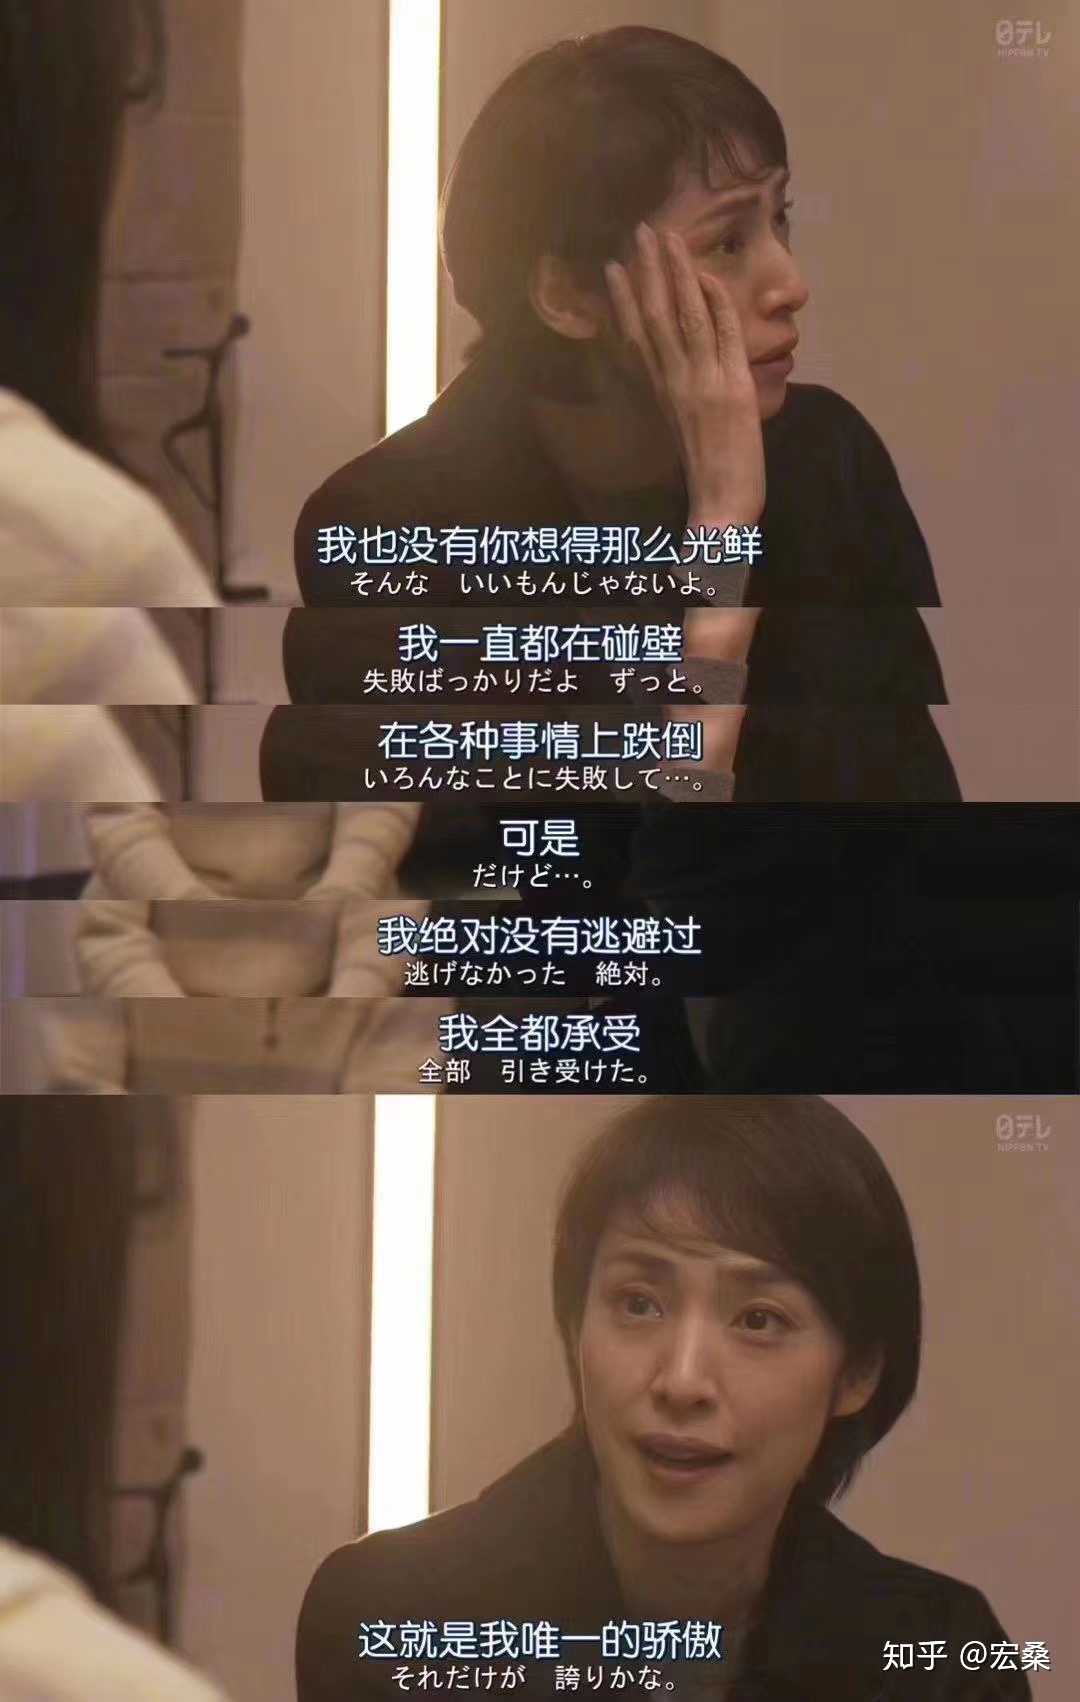 日テレ
NIPPON TV
我也没有你想得那么光鲜
そんな　いいもんじゃないよ。
我一直都在碰壁
失敗ばっかりだよ　ずっと。
在各种事情上跌倒
いろんなことに失敗して…。
可是
だけど…。
我绝对没有逃避过
逃げなかった　絶対。
我全都承受
全部　引き受けた。
日テレ
NIPPON TV
这就是我唯一的骄傲
それだけが　誇りかな。
知乎 @宏桑